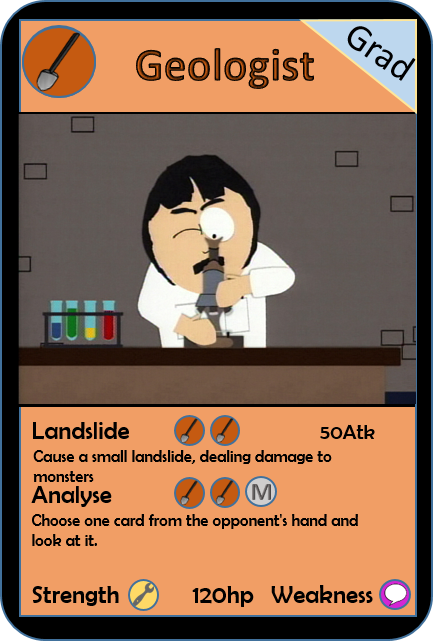 Geologist
Grad
Landslide 50Atk
Cause a small landslide, dealing damage to
monsters
Analyse M
Choose one card from the opponent's hand and
look at it.
Strength 120hp Weakness